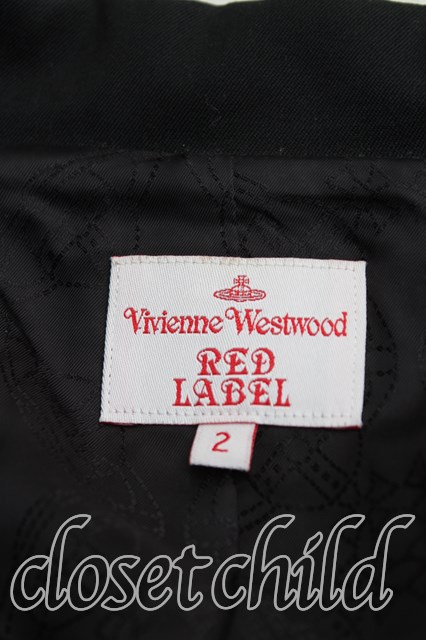 Vivienne Westwood
RED
LABEL
2
closet child